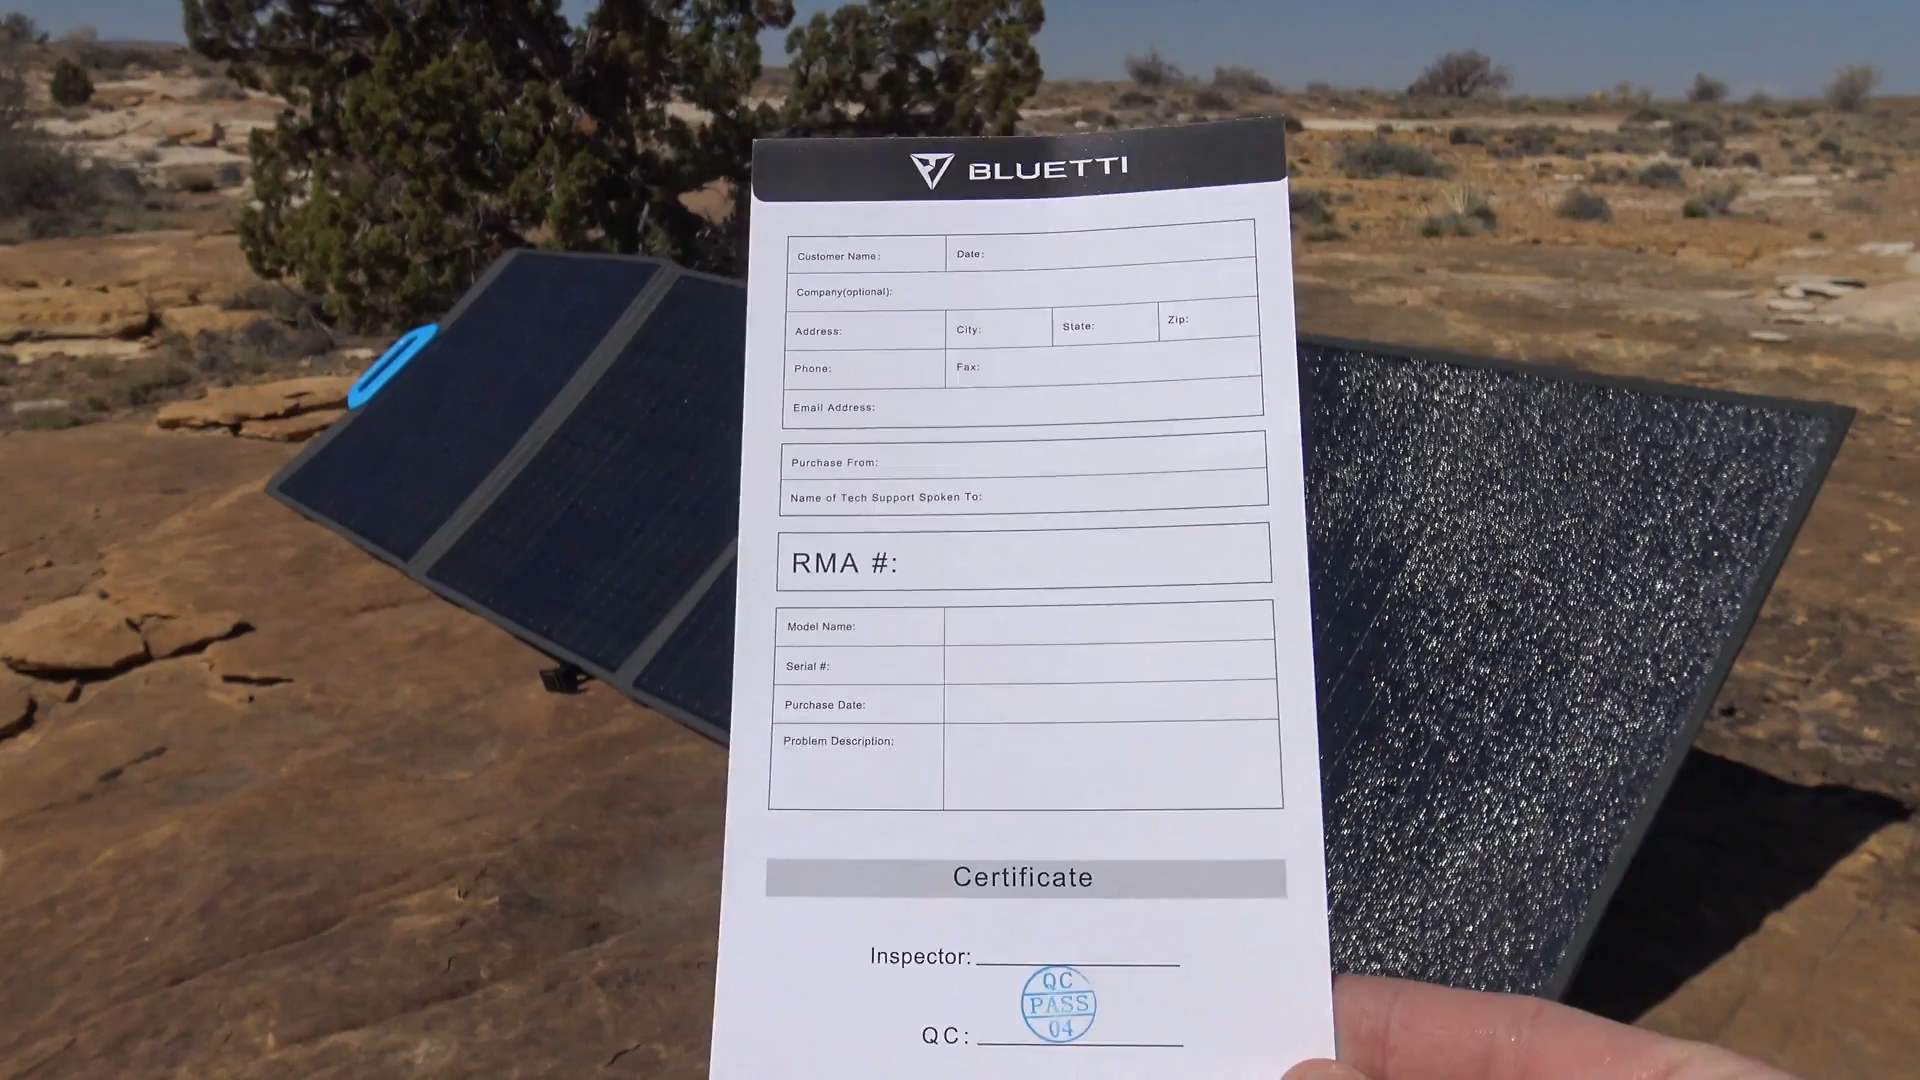 BLUETTI
Customer Name: Date:
Company(optional):
Address: City: State: Zip:
Phone: Fax:
Email Address:
Purchase From:
Name of Tech Support Spoken To:
RMA #:
Model Name:
Serial #:
Purchase Date:
Problem Description:
Certificate
Inspector:
QC
PASS
04
QC: